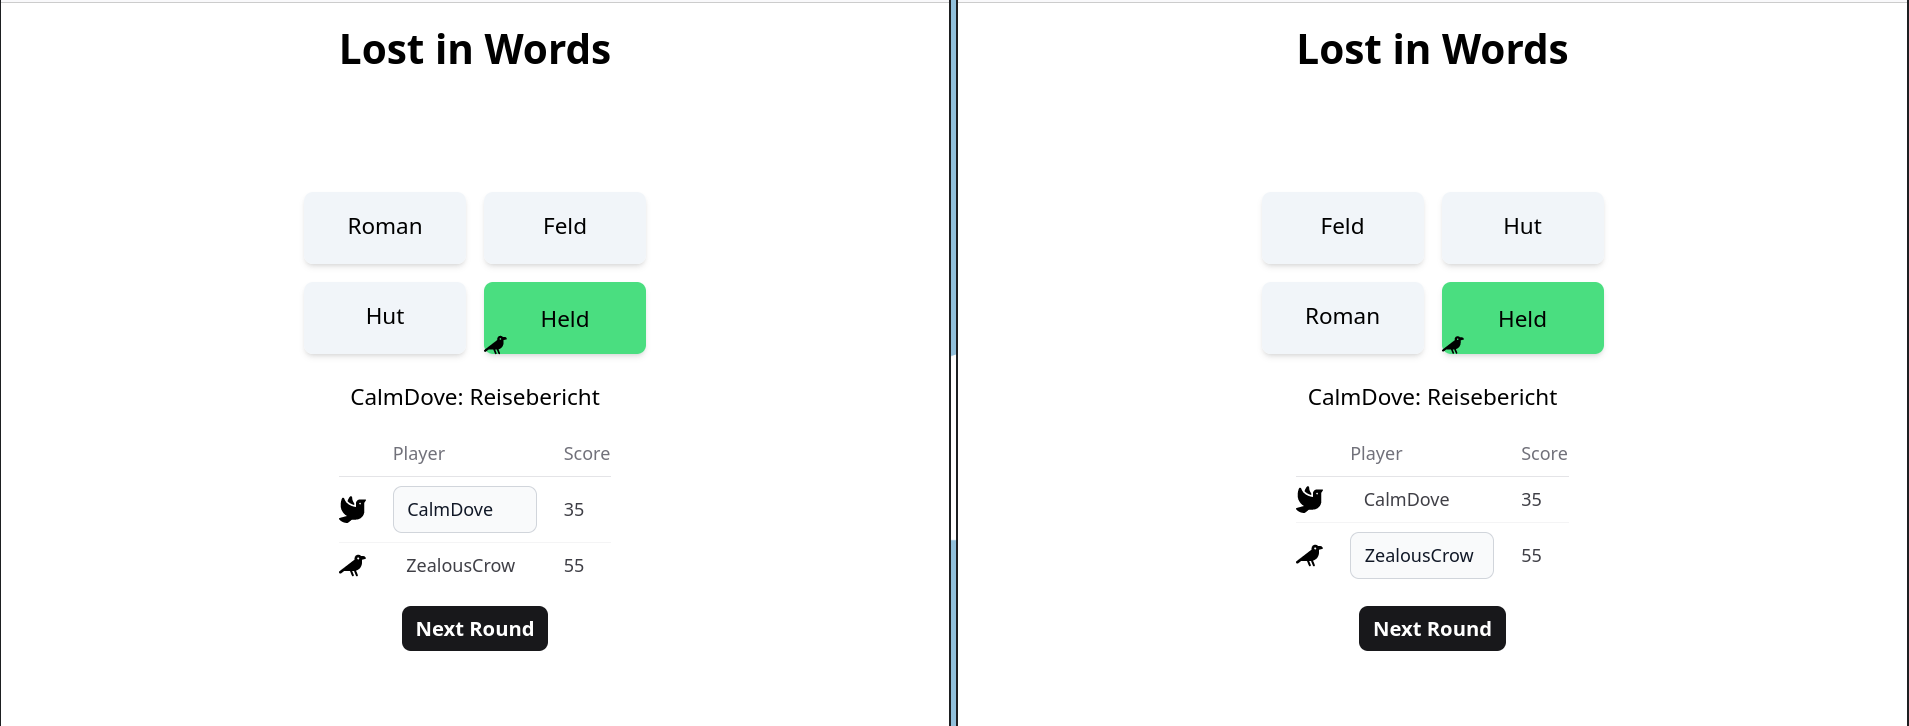 Lost in Words
Roman Feld
Hut Held
CalmDove: Reisebericht
Player Score
CalmDove 35
ZealousCrow 55
Next Round
Lost in Words
Feld Hut
Roman Held
CalmDove: Reisebericht
Player Score
CalmDove 35
ZealousCrow 55
Next Round